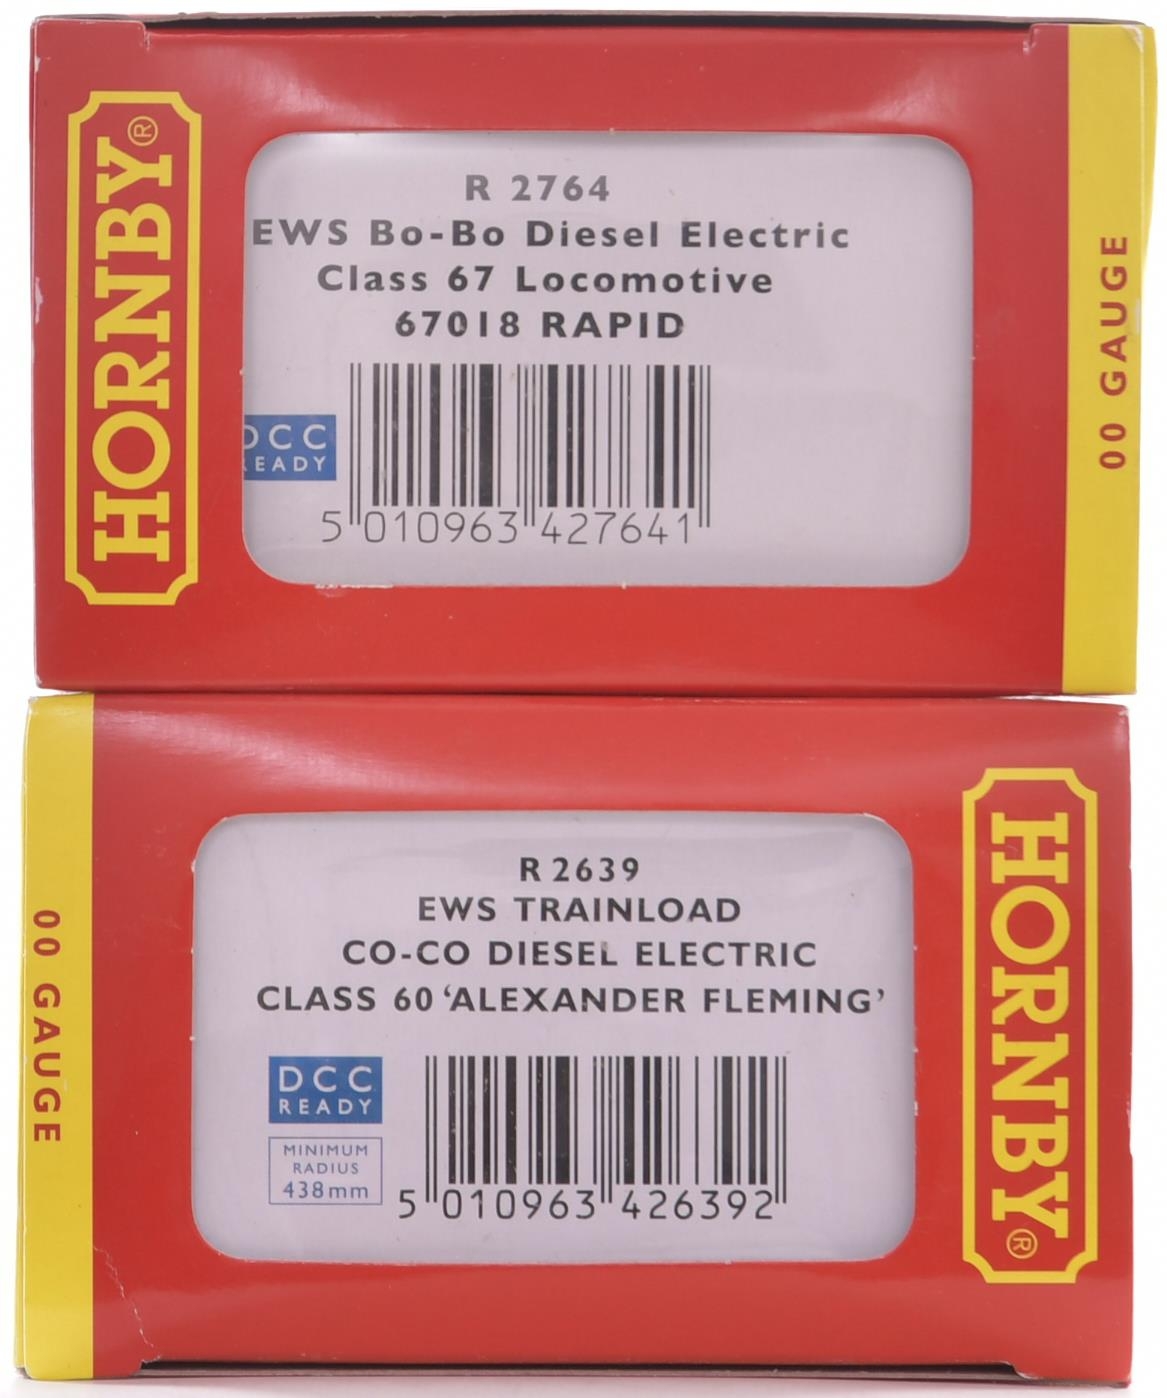 HORNBY®
R 2764
EWS Bo-Bo Diesel Electric
Class 67 Locomotive
67018 RAPID
DCC
READY
5 010963 427641
00 GAUGE
00 GAUGE
R 2639
EWS TRAINLOAD
CO-CO DIESEL ELECTRIC
CLASS 60 ‘ALEXANDER FLEMING’
DCC
READY
MINIMUM
RADIUS
438mm
5 010963 426392
HORNBY®